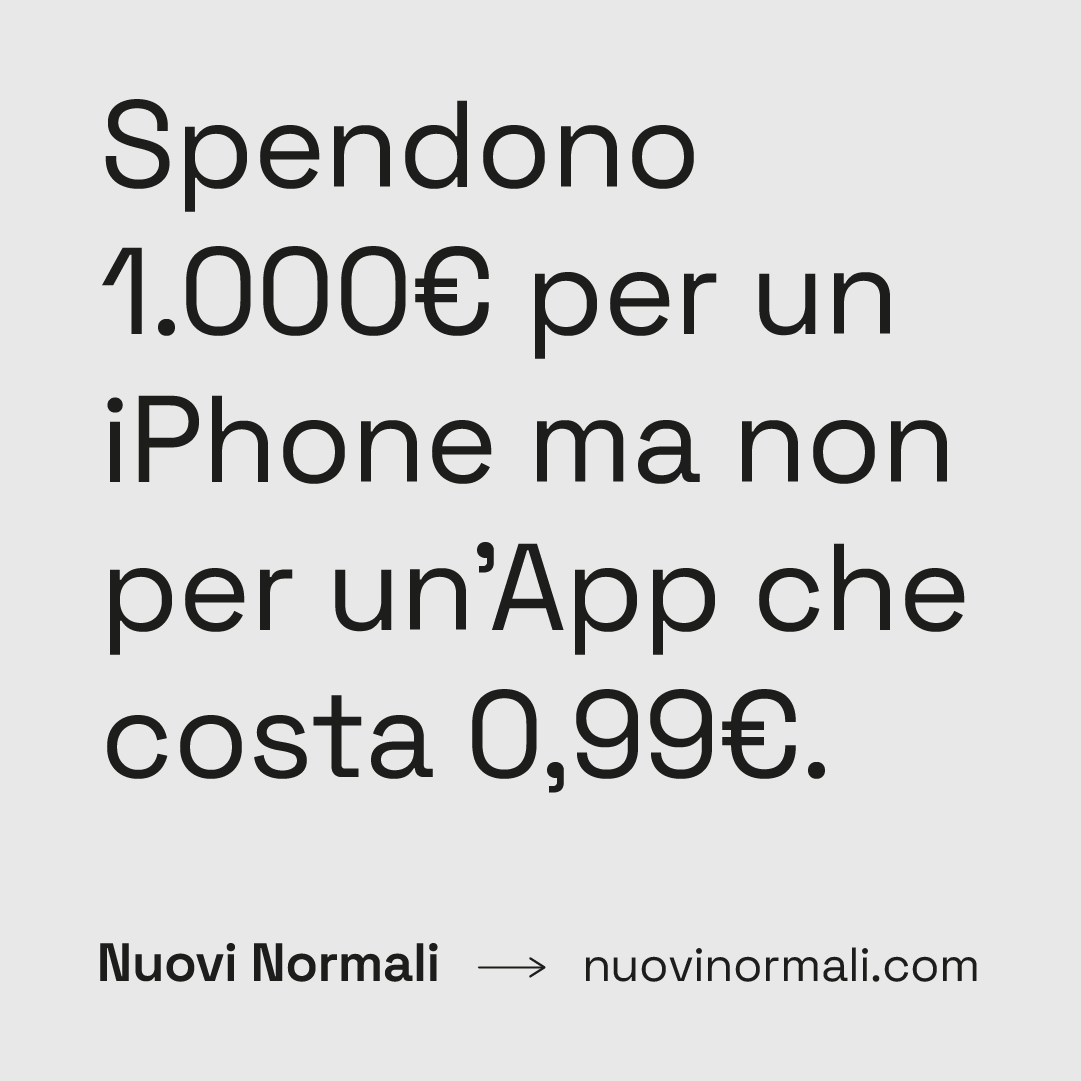 Spendono
1.000€ per un
iPhone ma non
per un’App che
costa 0,99€.
Nuovi Normali → nuovinormali.com